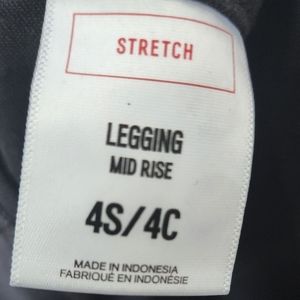 STRETCH
LEGGING
MID RISE
4S/4C
MADE IN INDONESIA
FABRIQUÉ EN INDONÉSIE